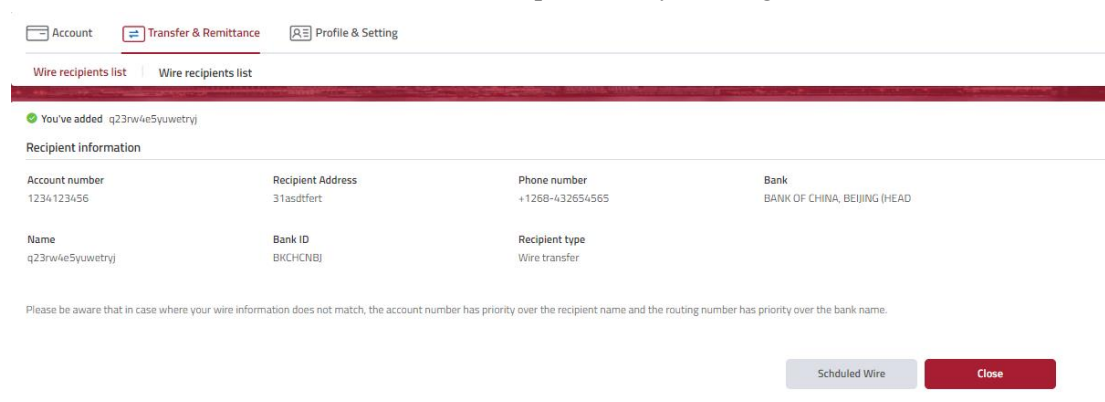 Account Transfer & Remittance Profile & Setting
Wire recipients list Wire recipients list
You've added q23rw4e5yuwetryj
Recipient information
Account number Recipient Address Phone number Bank
1234123456 31asdtfert +1268-432654565 BANK OF CHINA, BEIJING (HEAD
Name Bank ID Recipient type
q23rw4e5yuwetryj BKCHCNBJ Wire transfer
Please be aware that in case where your wire information does not match, the account number has priority over the recipient name and the routing number has priority over the bank name.
Schduled Wire Close